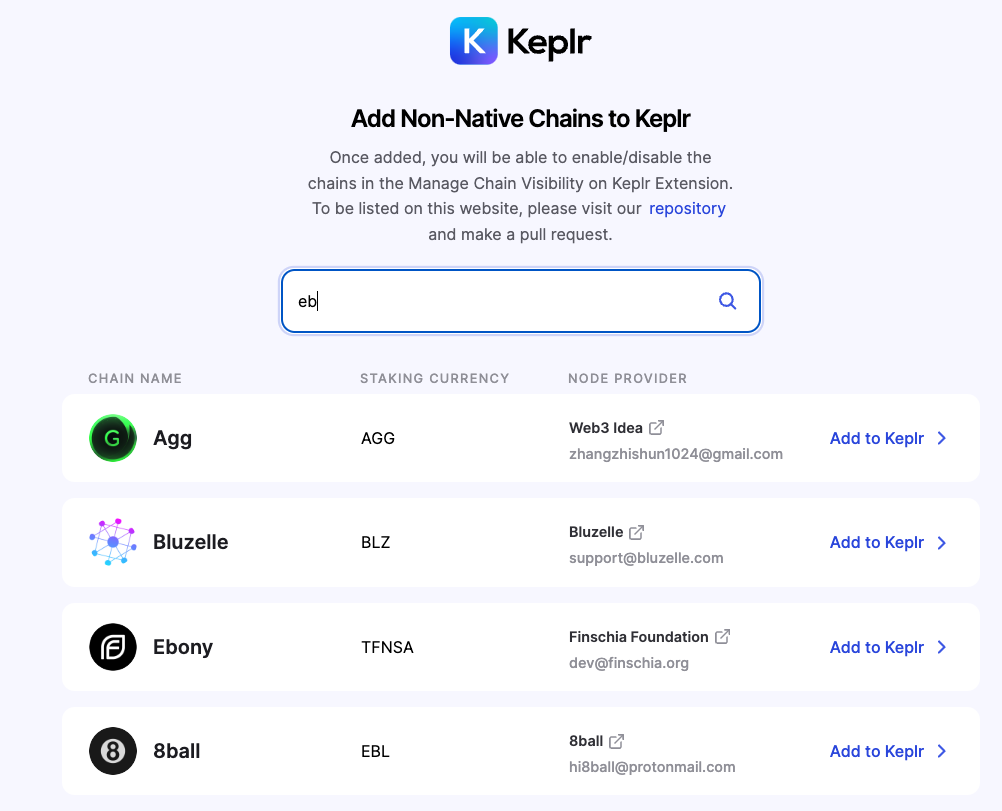 K Keplr
Add Non-Native Chains to Keplr
Once added, you will be able to enable/disable the
chains in the Manage Chain Visibility on Keplr Extension.
To be listed on this website, please visit our repository
and make a pull request.
eb
CHAIN NAME STAKING CURRENCY NODE PROVIDER
G Agg AGG Web3 Idea Add to Keplr
zhangzhishun1024@gmail.com
Bluzelle BLZ Bluzelle Add to Keplr
support@bluzelle.com
Ebony TFNSA Finschia Foundation Add to Keplr
dev@finschia.org
8 8ball EBL 8ball Add to Keplr
hi8ball@protonmail.com